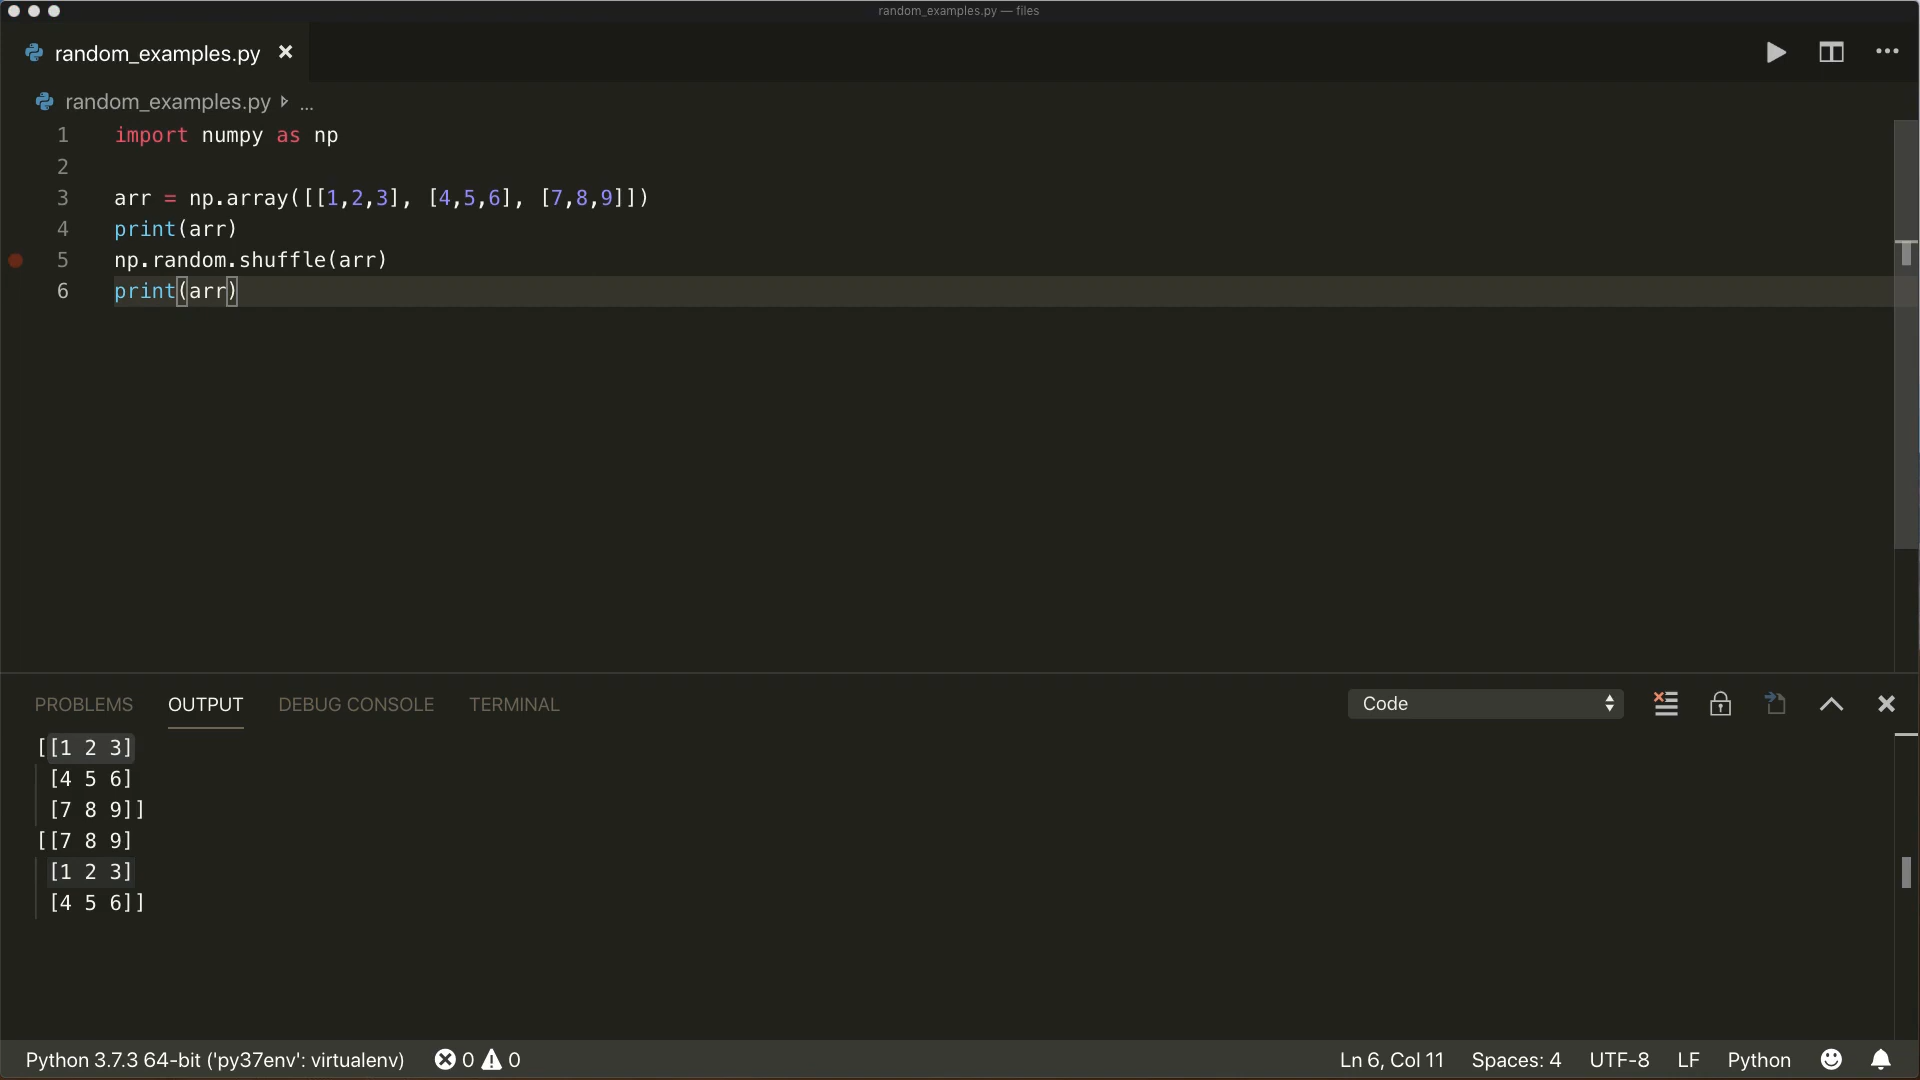 random_examples.py — files
random_examples.py
random_examples.py ...
1 import numpy as np
2
3 arr = np.array([[1,2,3], [4,5,6], [7,8,9]])
4 print(arr)
5 np.random.shuffle(arr)
6 print(arr)
PROBLEMS OUTPUT DEBUG CONSOLE TERMINAL Code
[[1 2 3]
[4 5 6]
[7 8 9]]
[[7 8 9]
[1 2 3]
[4 5 6]]
Python 3.7.3 64-bit ('py37env': virtualenv) 0 0 Ln 6, Col 11 Spaces: 4 UTF-8 LF Python